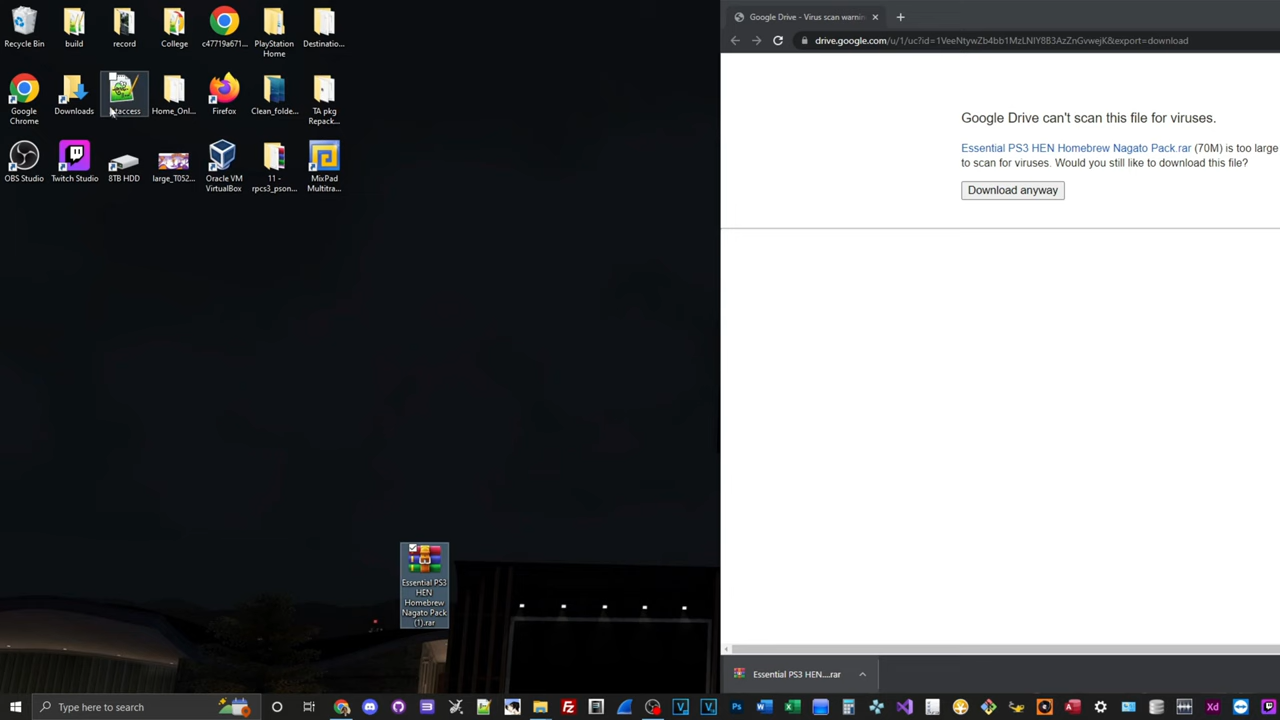 Recycle Bin
build
record
College
c47719a671...
PlayStation
Home
Destinatio...
Google
Chrome
Downloads
htaccess
Home_Onl...
Firefox
Clean_folde...
TA pkg
Repack...
OBS Studio
Twitch Studio
8TB HDD
large_T052...
Oracle VM
VirtualBox
11 -
rpcs3_pson...
MixPad
Multitra...
Essential PS3
HEN
Homebrew
Nagato Pack
(1).rar
Google Drive - Virus scan warnin
drive.google.com/u/1/uc?id=1VeeNtywZb4bb1MzLNIY8B3AzZnGvwejK&export=download
Google Drive can't scan this file for viruses.
Essential PS3 HEN Homebrew Nagato Pack.rar (70M) is too large
to scan for viruses. Would you still like to download this file?
Download anyway
Essential PS3 HEN....rar
Type here to search